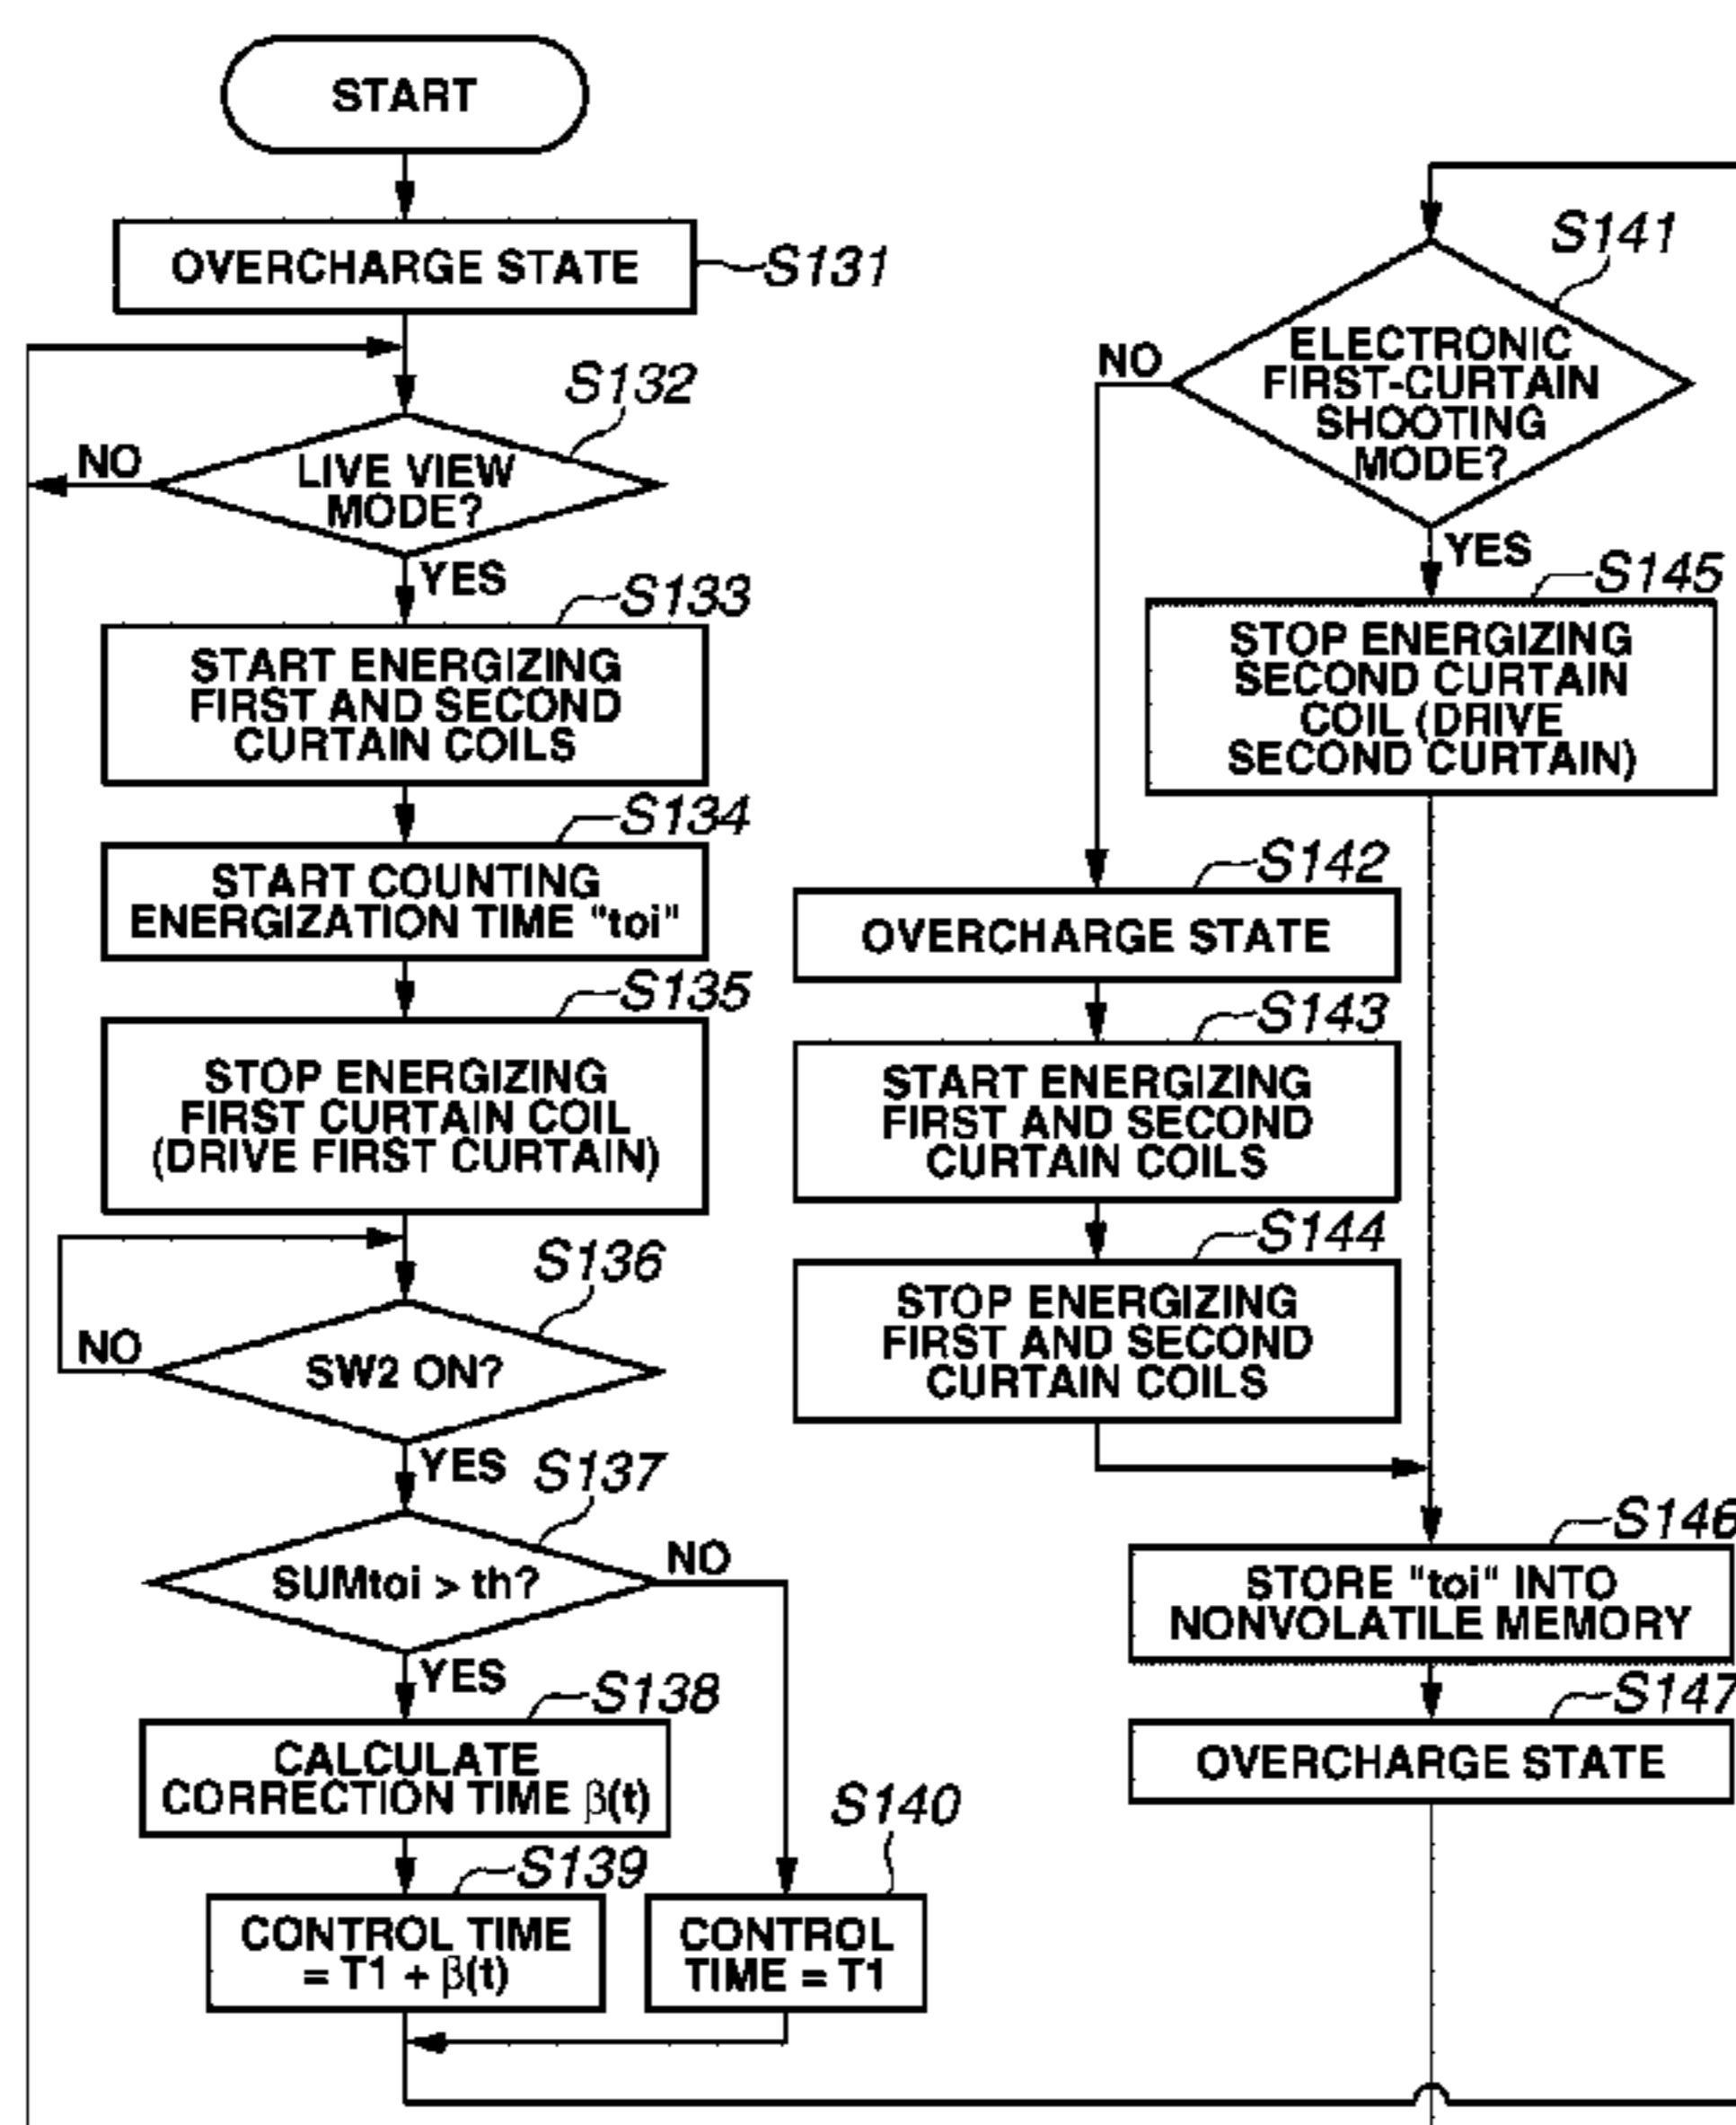 START
OVERCHARGE STATE
S131
S132
LIVE VIEW
MODE?
NO
YES
S133
START ENERGIZING
FIRST AND SECOND
CURTAIN COILS
S134
START COUNTING
ENERGIZATION TIME "toi"
S135
STOP ENERGIZING
FIRST CURTAIN COIL
(DRIVE FIRST CURTAIN)
S136
SW2 ON?
NO
YES
S137
SUMtoi > th?
NO
YES
S138
CALCULATE
CORRECTION TIME β(t)
S139
CONTROL TIME
= T1 + β(t)
S140
CONTROL
TIME = T1
S141
ELECTRONIC
FIRST-CURTAIN
SHOOTING
MODE?
NO
YES
S142
OVERCHARGE STATE
S143
START ENERGIZING
FIRST AND SECOND
CURTAIN COILS
S144
STOP ENERGIZING
FIRST AND SECOND
CURTAIN COILS
S145
STOP ENERGIZING
SECOND CURTAIN
COIL (DRIVE
SECOND CURTAIN)
S146
STORE "toi" INTO
NONVOLATILE MEMORY
S147
OVERCHARGE STATE